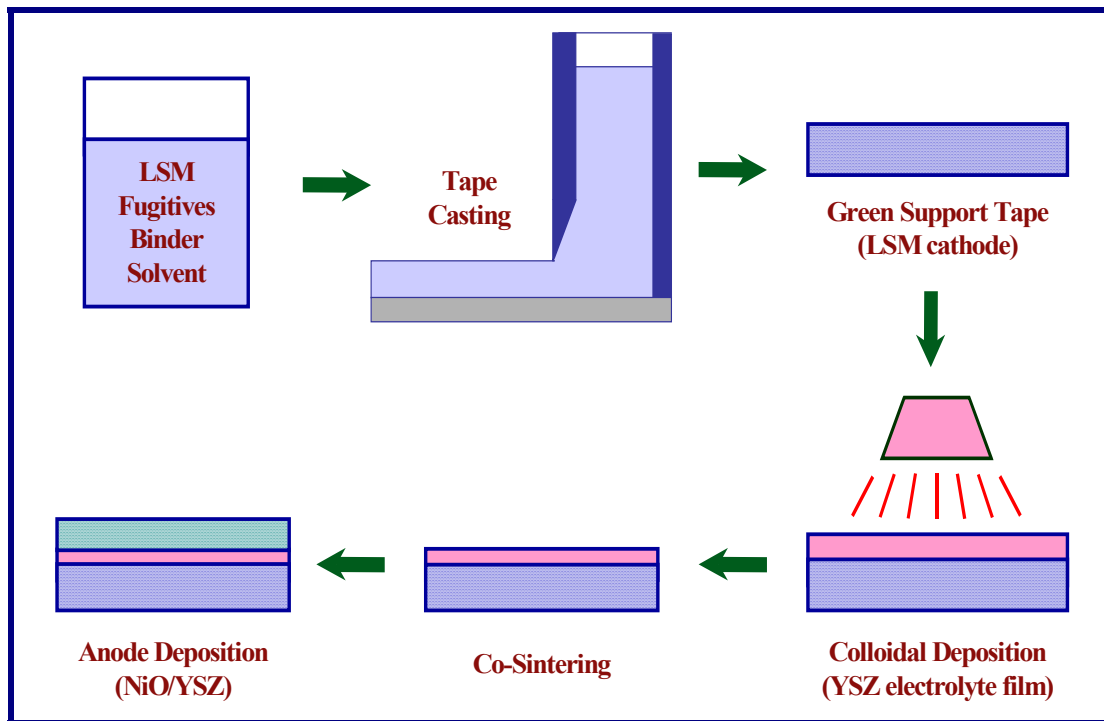 LSM
Fugitives
Binder
Solvent
Tape
Casting
Green Support Tape
(LSM cathode)
Colloidal Deposition
(YSZ electrolyte film)
Co-Sintering
Anode Deposition
(NiO/YSZ)